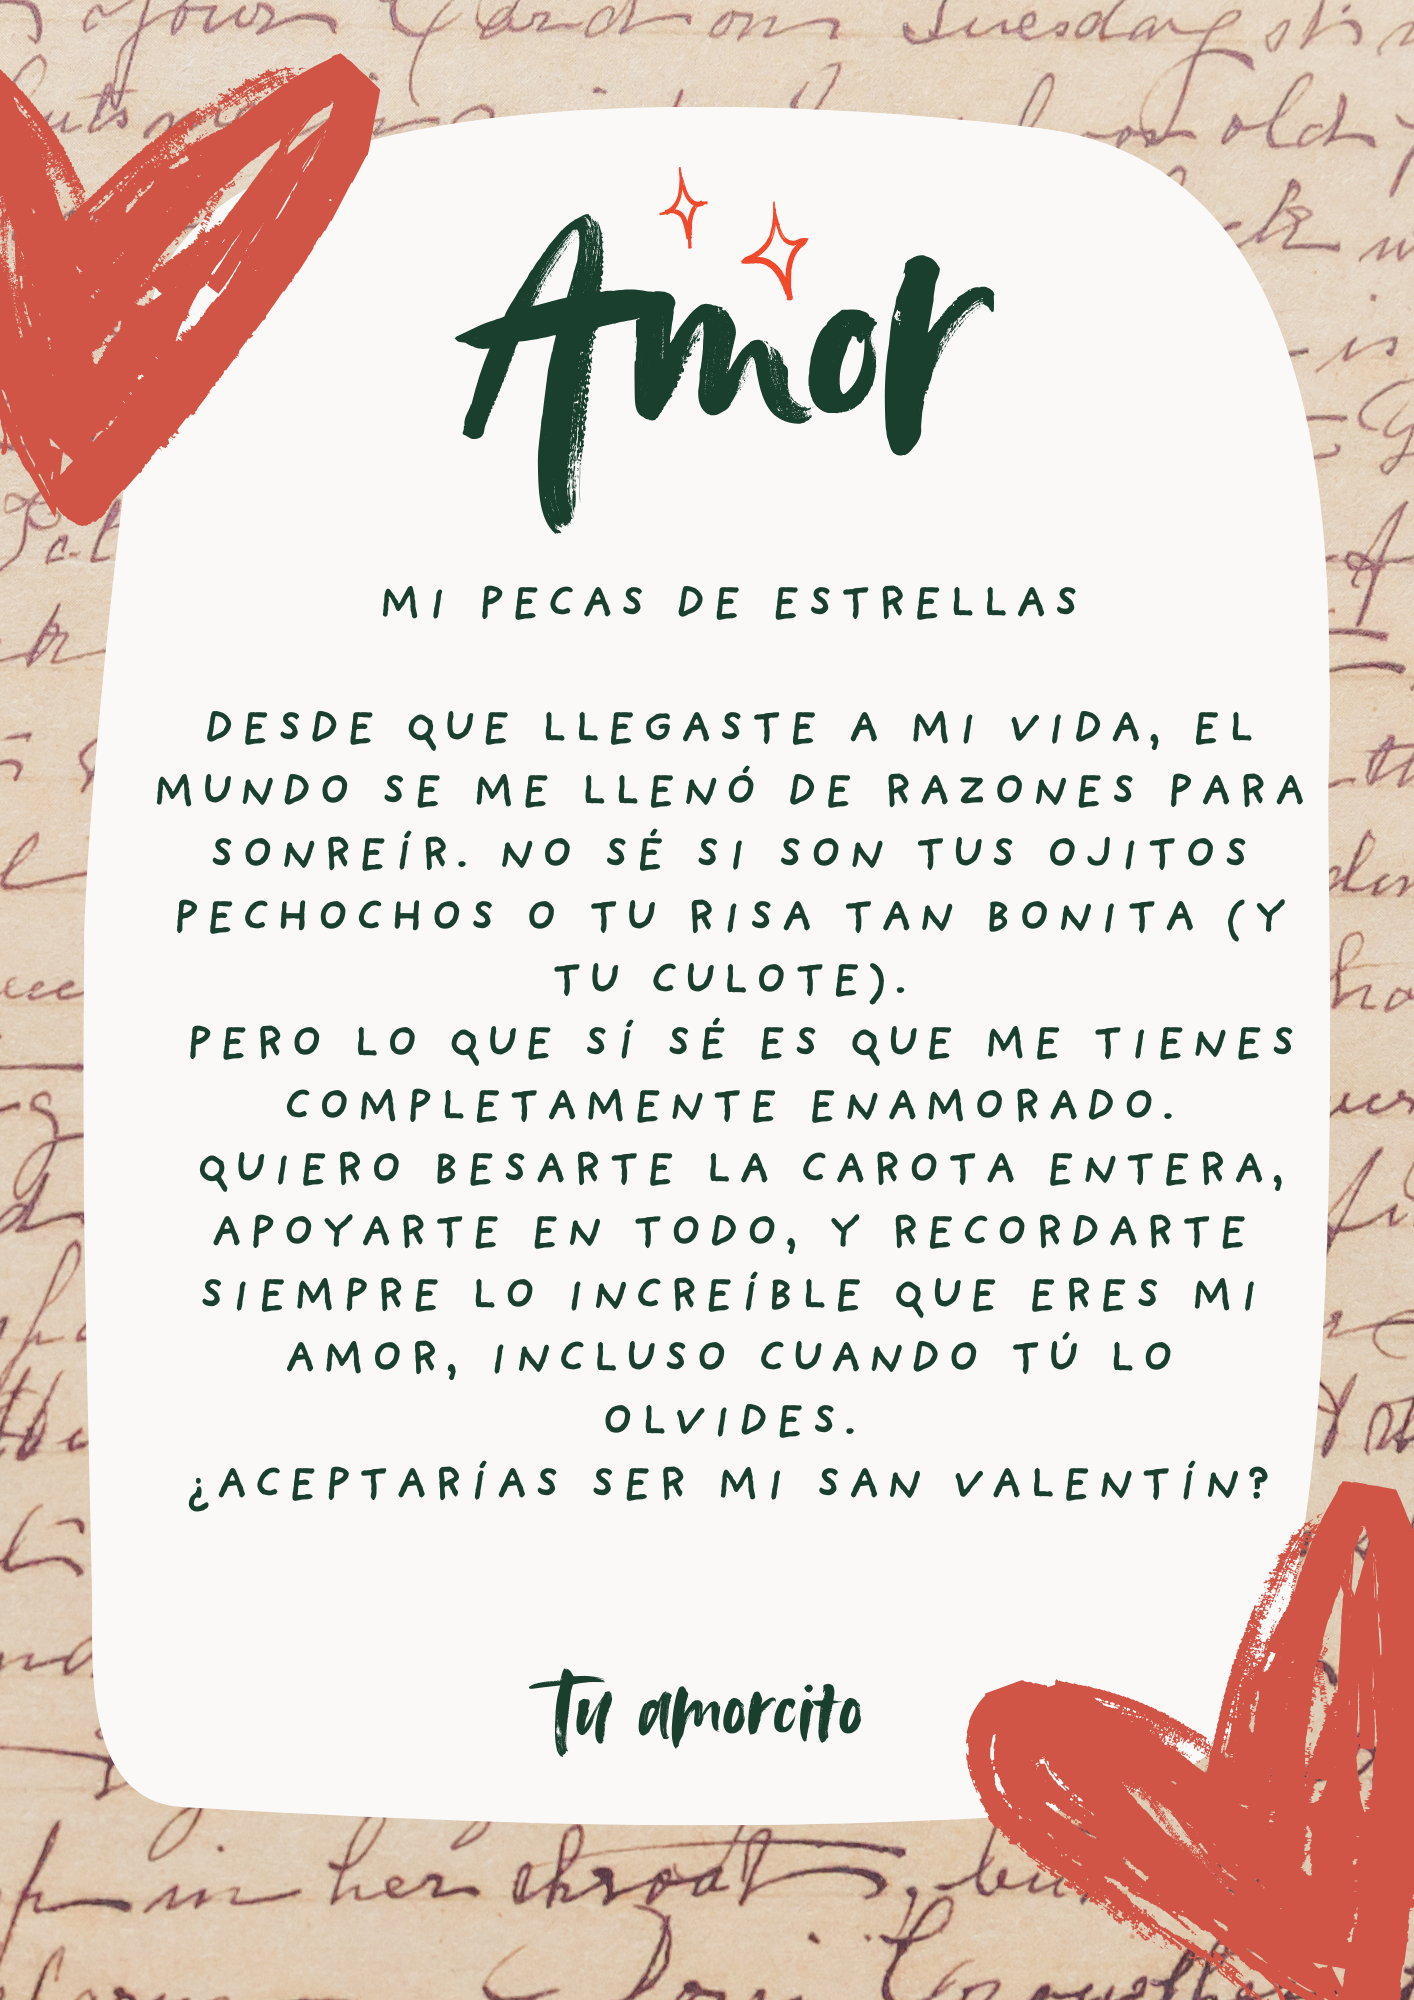 Amor
MI PECAS DE ESTRELLAS
DESDE QUE LLEGASTE A MI VIDA, EL
MUNDO SE ME LLENÓ DE RAZONES PARA
SONREÍR. NO SÉ SI SON TUS OJITOS
PECHOCHOS O TU RISA TAN BONITA (Y
TU CULOTE).
PERO LO QUE SÍ SÉ ES QUE ME TIENES
COMPLETAMENTE ENAMORADO.
QUIERO BESARTE LA CAROTA ENTERA,
APOYARTE EN TODO, Y RECORDARTE
SIEMPRE LO INCREÍBLE QUE ERES MI
AMOR, INCLUSO CUANDO TÚ LO
OLVIDES.
¿ACEPTARÍAS SER MI SAN VALENTÍN?
Tu amorcito
in her throat